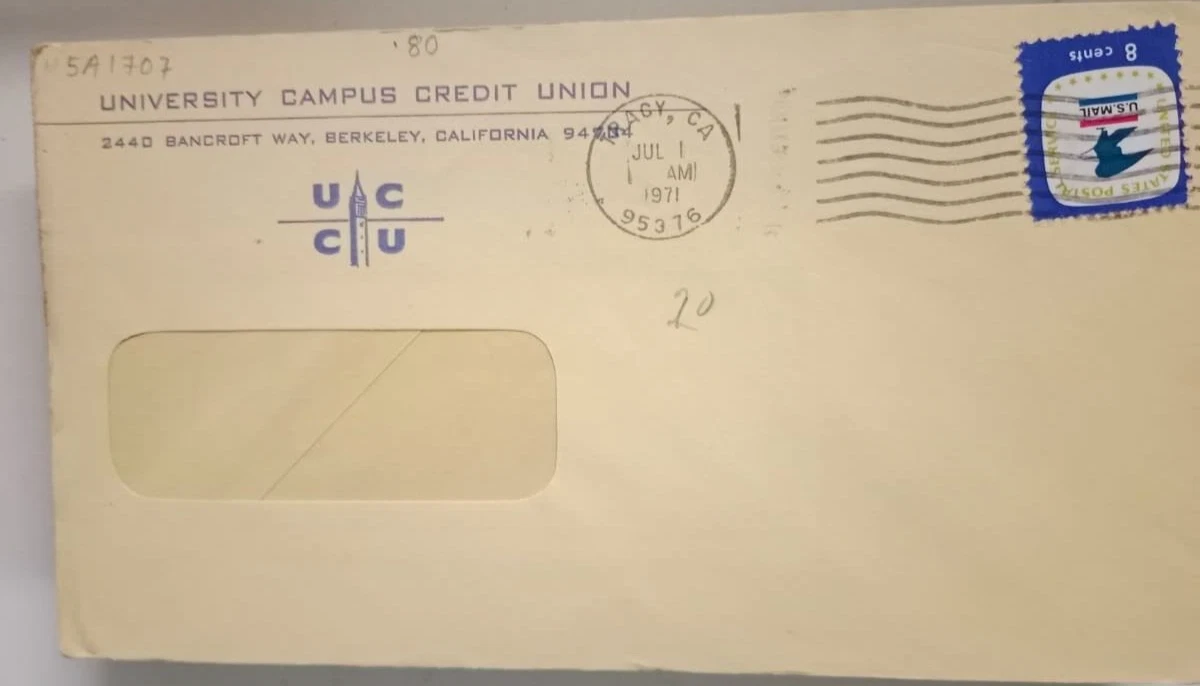 '80
5A1707
UNIVERSITY CAMPUS CREDIT UNION
2440 BANCROFT WAY, BERKELEY, CALIFORNIA
U C
C U
TRACY, CA
JUL 1
AM
1971
95376
20
8 cents
U.S. MAIL
UNITED STATES POSTAL SERVICE